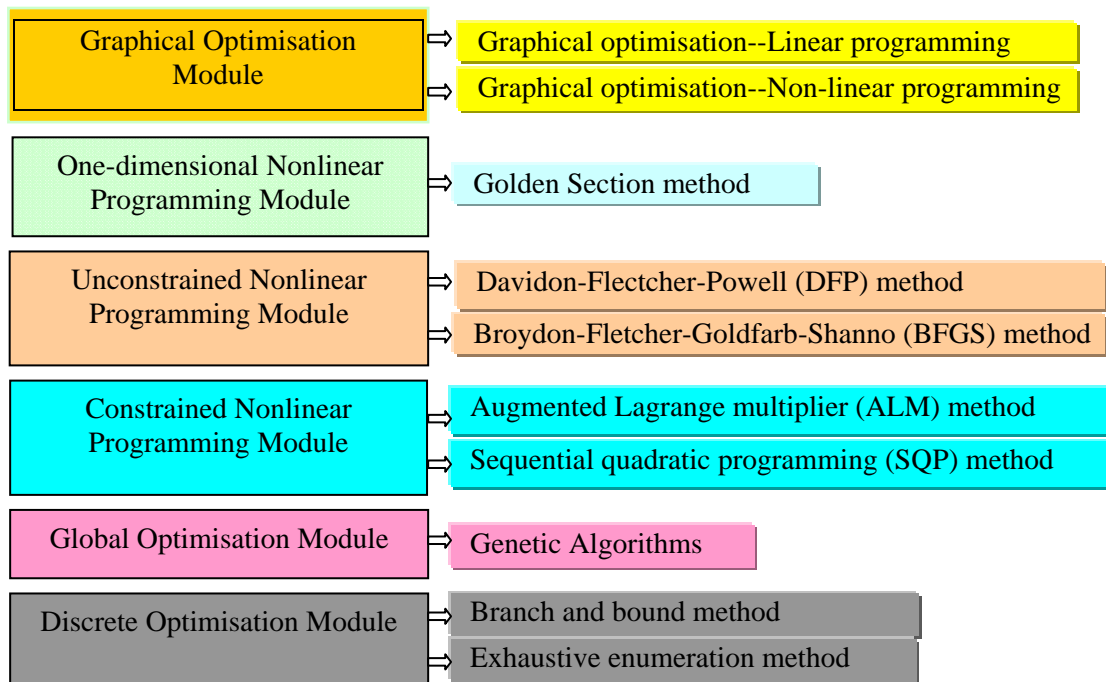 Graphical Optimisation
Module
Graphical optimisation--Linear programming
Graphical optimisation--Non-linear programming
One-dimensional Nonlinear
Programming Module
Golden Section method
Unconstrained Nonlinear
Programming Module
Davidon-Flectcher-Powell (DFP) method
Broydon-Fletcher-Goldfarb-Shanno (BFGS) method
Constrained Nonlinear
Programming Module
Augmented Lagrange multiplier (ALM) method
Sequential quadratic programming (SQP) method
Global Optimisation Module
Genetic Algorithms
Discrete Optimisation Module
Branch and bound method
Exhaustive enumeration method